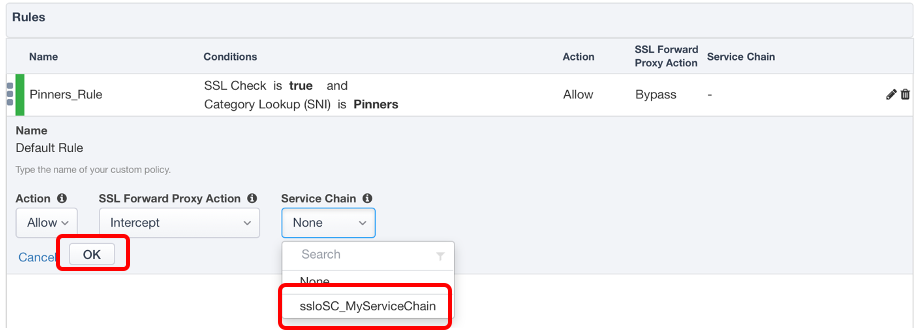 Rules
Name Conditions Action SSL Forward Proxy Action Service Chain
Pinners_Rule SSL Check is true and Allow Bypass -
Category Lookup (SNI) is Pinners
Name
Default Rule
Type the name of your custom policy.
Action SSL Forward Proxy Action Service Chain
Allow Intercept None
Cancel OK
Search
None
ssloSC_MyServiceChain